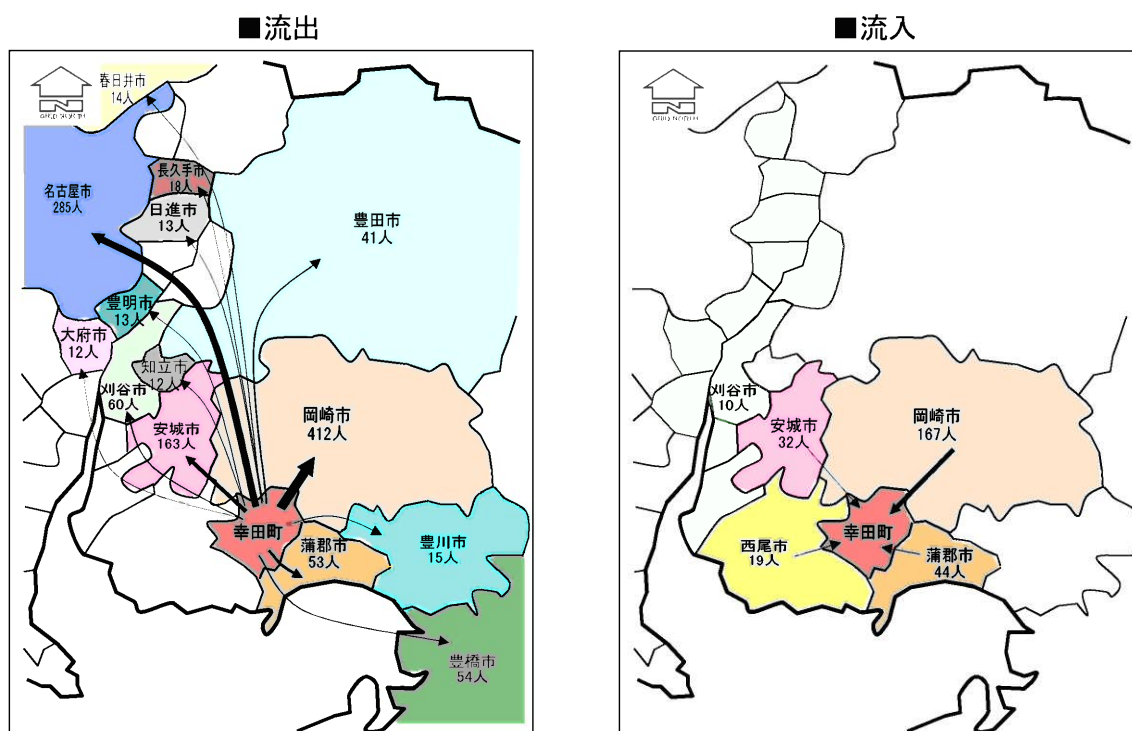 ■流出
春日井市
14人
長久手市
18人
名古屋市
285人
日進市
13人
豊田市
41人
豊明市
13人
大府市
12人
知立市
12人
刈谷市
60人
安城市
163人
岡崎市
412人
幸田町
蒲郡市
53人
豊川市
15人
豊橋市
54人
■流入
GRID NORTH
刈谷市
10人
安城市
32人
岡崎市
167人
幸田町
西尾市
19人
蒲郡市
44人